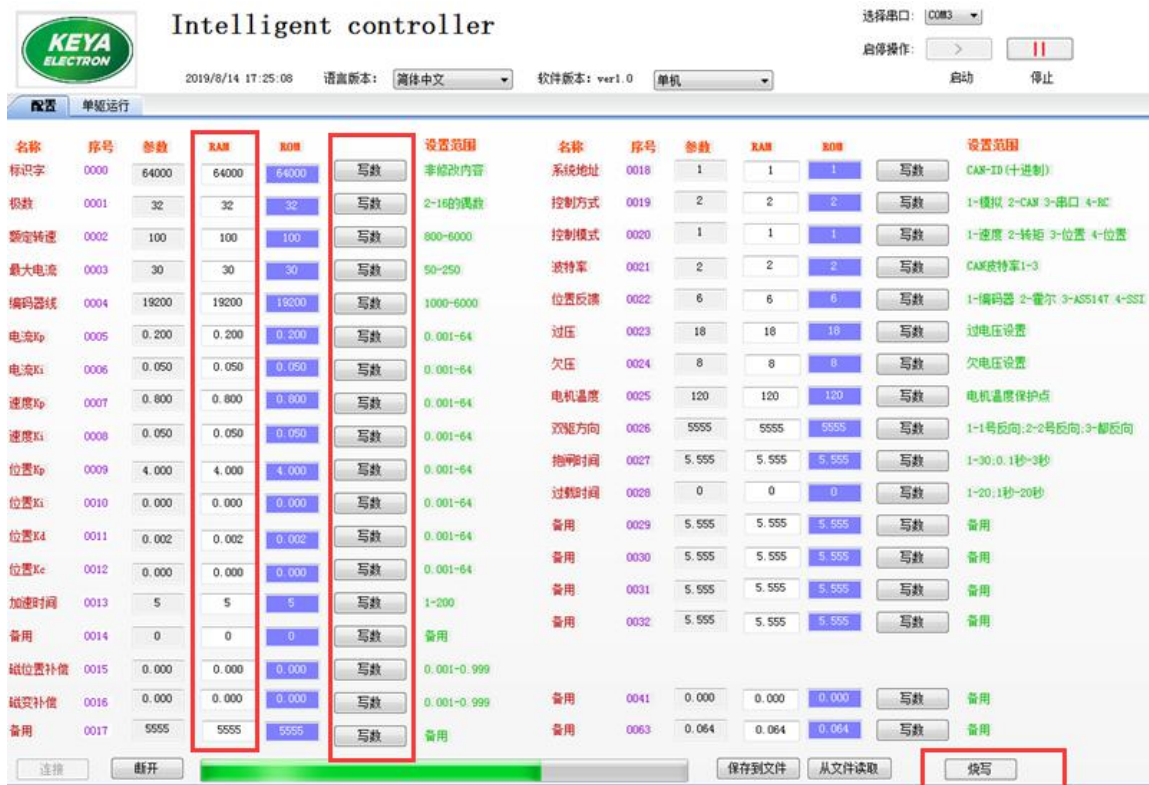 KEYA
ELECTRON
Intelligent controller
选择串口: COM3
启停操作: >
2019/8/14 17:25:08 语言版本: 简体中文 软件版本: ver1.0 单机 启动 停止
配置 单驱运行
名称 序号 参数 RAM ROM 设置范围 名称 序号 参数 RAM ROM 设置范围
标识字 0000 64000 64000 64000 写数 非修改内容 系统地址 0018 1 1 1 写数 CAN-ID(十进制)
极数 0001 32 32 32 写数 2-16的偶数 控制方式 0019 2 2 2 写数 1-模拟 2-CAN 3-串口 4-RC
额定转速 0002 100 100 100 写数 800-6000 控制模式 0020 1 1 1 写数 1-速度 2-转矩 3-位置 4-位置
最大电流 0003 30 30 30 写数 50-250 波特率 0021 2 2 2 写数 CAN波特率1-3
编码器线 0004 19200 19200 19200 写数 1000-6000 位置反馈 0022 6 6 6 写数 1-编码器 2-霍尔 3-AS5147 4-SSI
电流Kp 0005 0.200 0.200 0.200 写数 0.001-64 过压 0023 18 18 18 写数 过电压设置
电流Ki 0006 0.050 0.050 0.050 写数 0.001-64 欠压 0024 8 8 8 写数 欠电压设置
速度Kp 0007 0.800 0.800 0.800 写数 0.001-64 电机温度 0025 120 120 120 写数 电机温度保护点
速度Ki 0008 0.050 0.050 0.050 写数 0.001-64 双驱方向 0026 5555 5555 5555 写数 1-1号反向;2-2号反向;3-都反向
位置Kp 0009 4.000 4.000 4.000 写数 0.001-64 抱闸时间 0027 5.555 5.555 5.555 写数 1-30:0.1秒-3秒
位置Ki 0010 0.000 0.000 0.000 写数 0.001-64 过载时间 0028 0 0 0 写数 1-20:1秒-20秒
位置Kd 0011 0.002 0.002 0.002 写数 0.001-64 备用 0029 5.555 5.555 5.555 写数 备用
位置Kc 0012 0.000 0.000 0.000 写数 0.001-64 备用 0030 5.555 5.555 5.555 写数 备用
加速时间 0013 5 5 5 写数 1-200 备用 0031 5.555 5.555 5.555 写数 备用
备用 0014 0 0 0 写数 备用 备用 0032 5.555 5.555 5.555 写数 备用
磁位置补偿 0015 0.000 0.000 0.000 写数 0.001-0.999
磁变补偿 0016 0.000 0.000 0.000 写数 0.001-0.999 备用 0041 0.000 0.000 0.000 写数 备用
备用 0017 5555 5555 5555 写数 备用 备用 0063 0.064 0.064 0.064 写数 备用
连接 断开 保存到文件 从文件读取 烧写